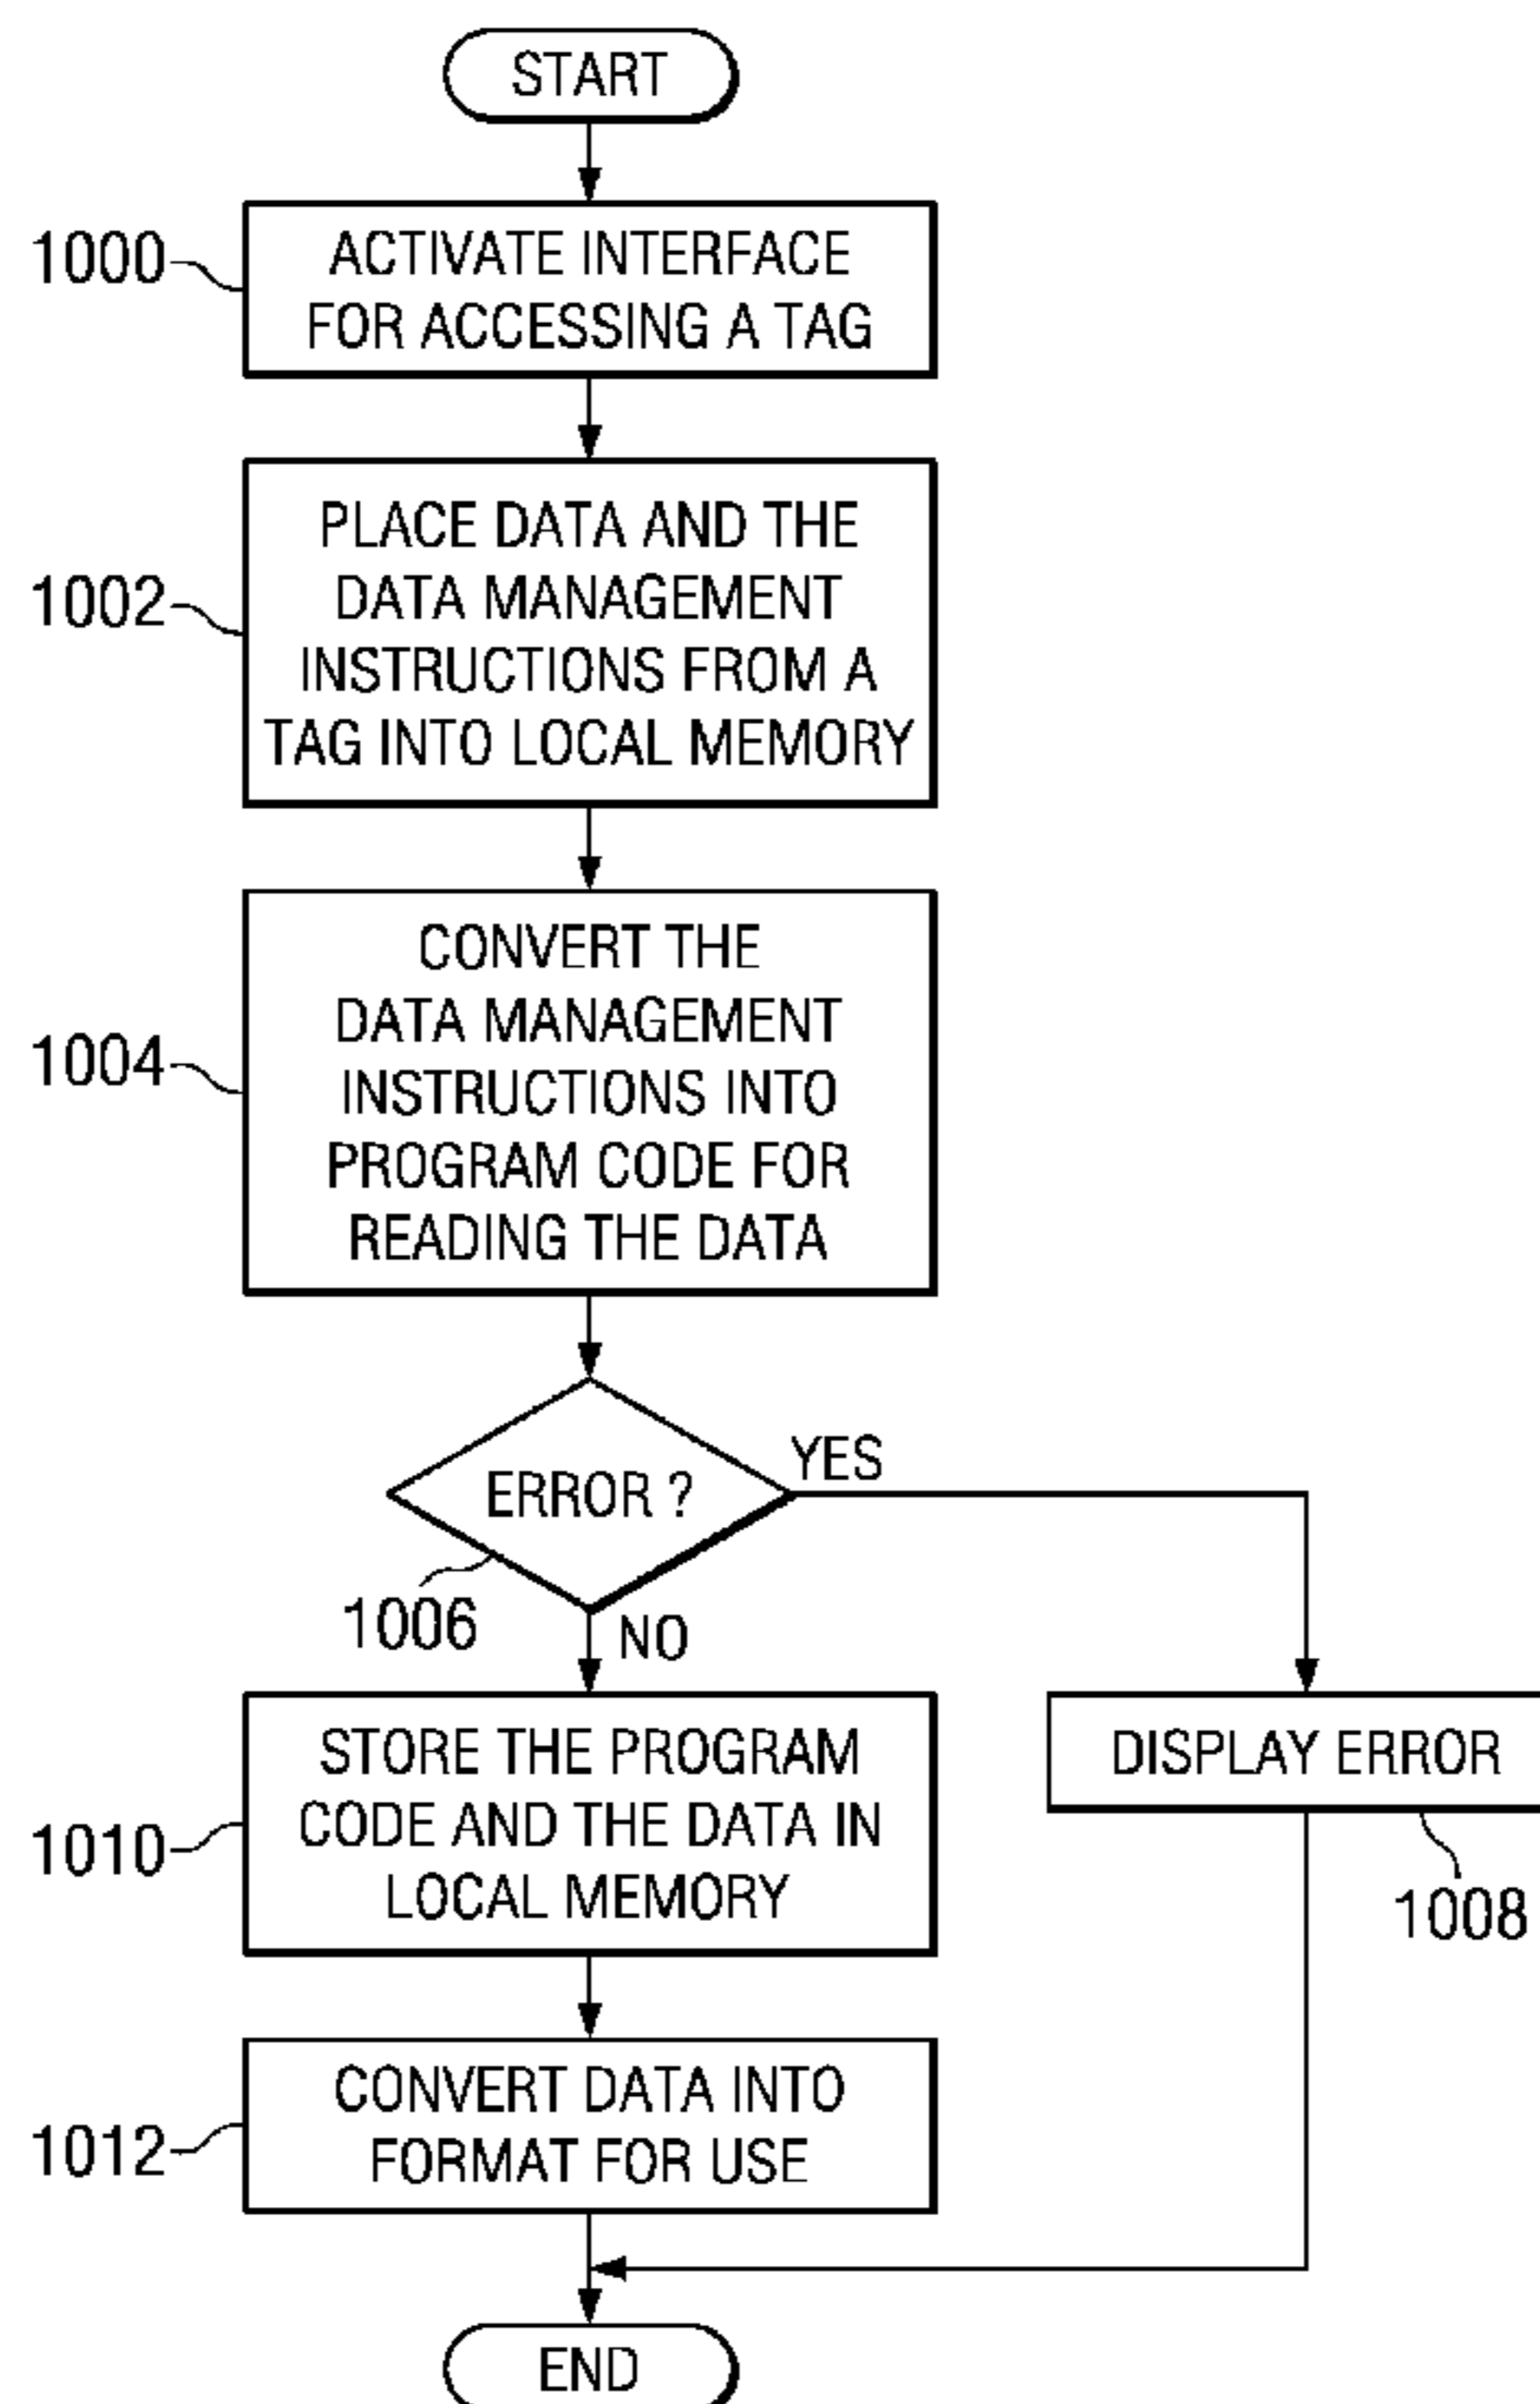 START
1000
ACTIVATE INTERFACE
FOR ACCESSING A TAG
1002
PLACE DATA AND THE
DATA MANAGEMENT
INSTRUCTIONS FROM A
TAG INTO LOCAL MEMORY
1004
CONVERT THE
DATA MANAGEMENT
INSTRUCTIONS INTO
PROGRAM CODE FOR
READING THE DATA
YES
ERROR ?
1006
NO
STORE THE PROGRAM
CODE AND THE DATA IN
LOCAL MEMORY
1010
DISPLAY ERROR
1008
CONVERT DATA INTO
FORMAT FOR USE
1012
END